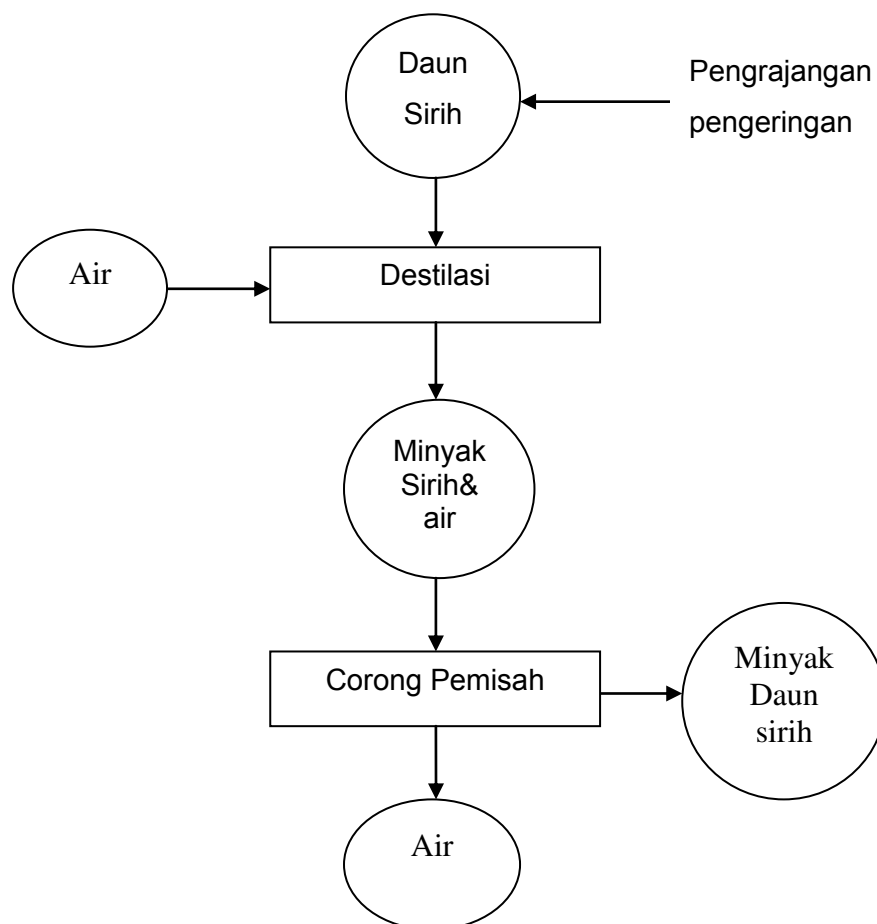 Daun
Sirih
Pengrajangan
pengeringan
Air
Destilasi
Minyak
Sirih&
air
Corong Pemisah
Minyak
Daun
sirih
Air